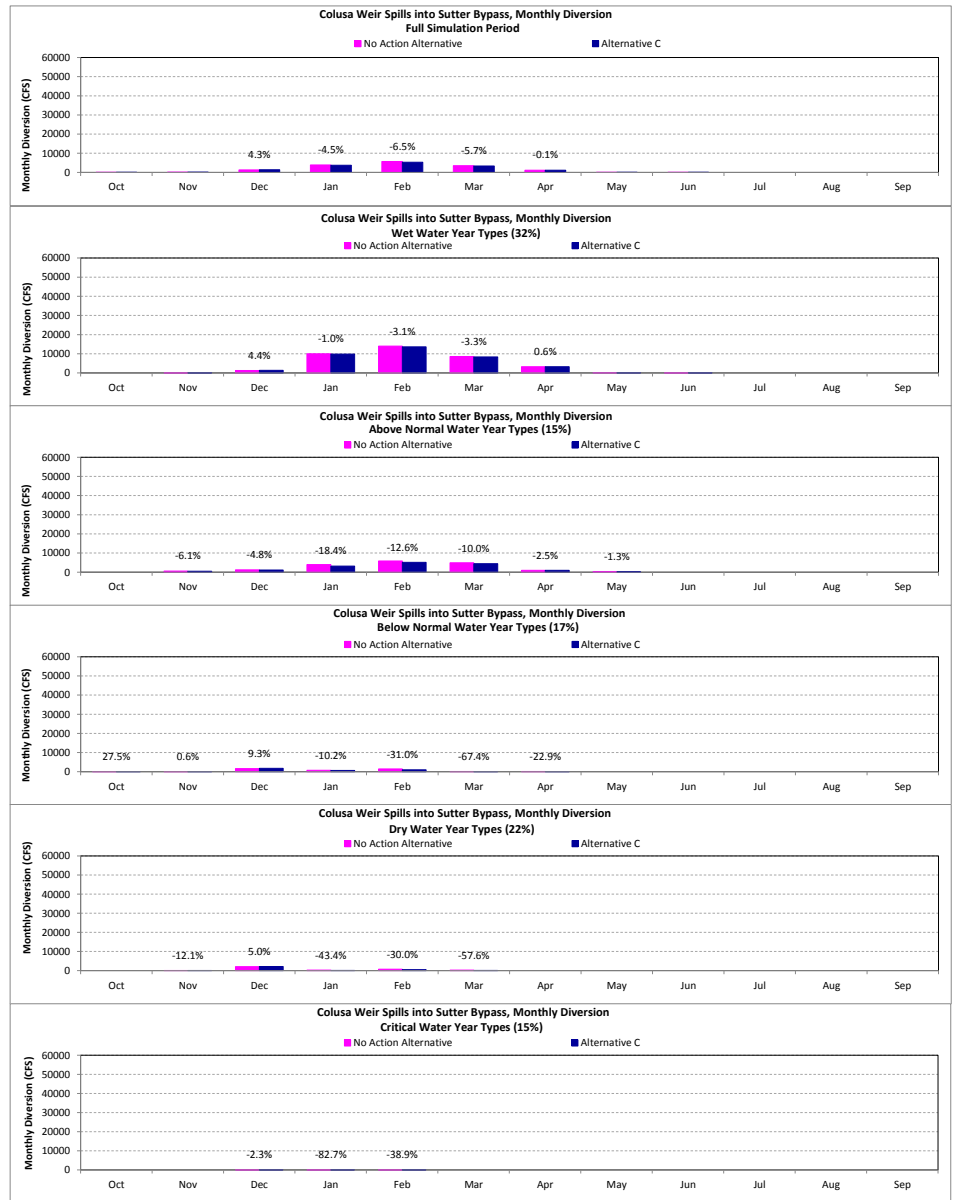 Colusa Weir Spills into Sutter Bypass, Monthly Diversion
Full Simulation Period
No Action Alternative Alternative C
Monthly Diversion (CFS)
60000
50000
40000
30000
20000
10000
0
4.3% -4.5% -6.5% -5.7% -0.1%
Oct Nov Dec Jan Feb Mar Apr May Jun Jul Aug Sep
Colusa Weir Spills into Sutter Bypass, Monthly Diversion
Wet Water Year Types (32%)
No Action Alternative Alternative C
Monthly Diversion (CFS)
60000
50000
40000
30000
20000
10000
0
4.4% -1.0% -3.1% -3.3% 0.6%
Oct Nov Dec Jan Feb Mar Apr May Jun Jul Aug Sep
Colusa Weir Spills into Sutter Bypass, Monthly Diversion
Above Normal Water Year Types (15%)
No Action Alternative Alternative C
Monthly Diversion (CFS)
60000
50000
40000
30000
20000
10000
0
-6.1% -4.8% -18.4% -12.6% -10.0% -2.5% -1.3%
Oct Nov Dec Jan Feb Mar Apr May Jun Jul Aug Sep
Colusa Weir Spills into Sutter Bypass, Monthly Diversion
Below Normal Water Year Types (17%)
No Action Alternative Alternative C
Monthly Diversion (CFS)
60000
50000
40000
30000
20000
10000
0
27.5% 0.6% 9.3% -10.2% -31.0% -67.4% -22.9%
Oct Nov Dec Jan Feb Mar Apr May Jun Jul Aug Sep
Colusa Weir Spills into Sutter Bypass, Monthly Diversion
Dry Water Year Types (22%)
No Action Alternative Alternative C
Monthly Diversion (CFS)
60000
50000
40000
30000
20000
10000
0
-12.1% 5.0% -43.4% -30.0% -57.6%
Oct Nov Dec Jan Feb Mar Apr May Jun Jul Aug Sep
Colusa Weir Spills into Sutter Bypass, Monthly Diversion
Critical Water Year Types (15%)
No Action Alternative Alternative C
Monthly Diversion (CFS)
60000
50000
40000
30000
20000
10000
0
-2.3% -82.7% -38.9%
Oct Nov Dec Jan Feb Mar Apr May Jun Jul Aug Sep